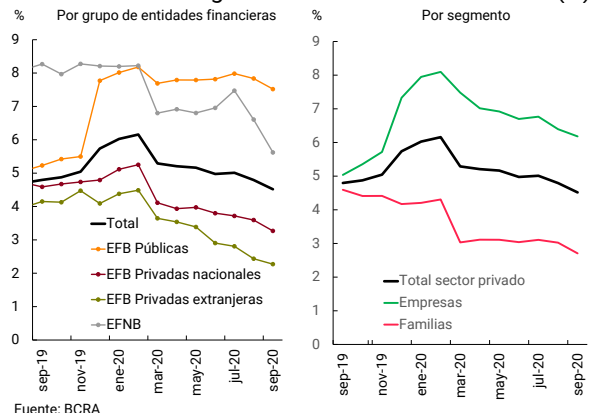 (%)
% Por grupo de entidades financieras
9
8
7
6
5
4
3
2
1
0
Total
EFB Públicas
EFB Privadas nacionales
EFB Privadas extranjeras
EFNB
sep-19
nov-19
ene-20
mar-20
may-20
jul-20
sep-20
% Por segmento
9
8
7
6
5
4
3
2
1
0
Total sector privado
Empresas
Familias
sep-19
nov-19
ene-20
mar-20
may-20
jul-20
sep-20
Fuente: BCRA